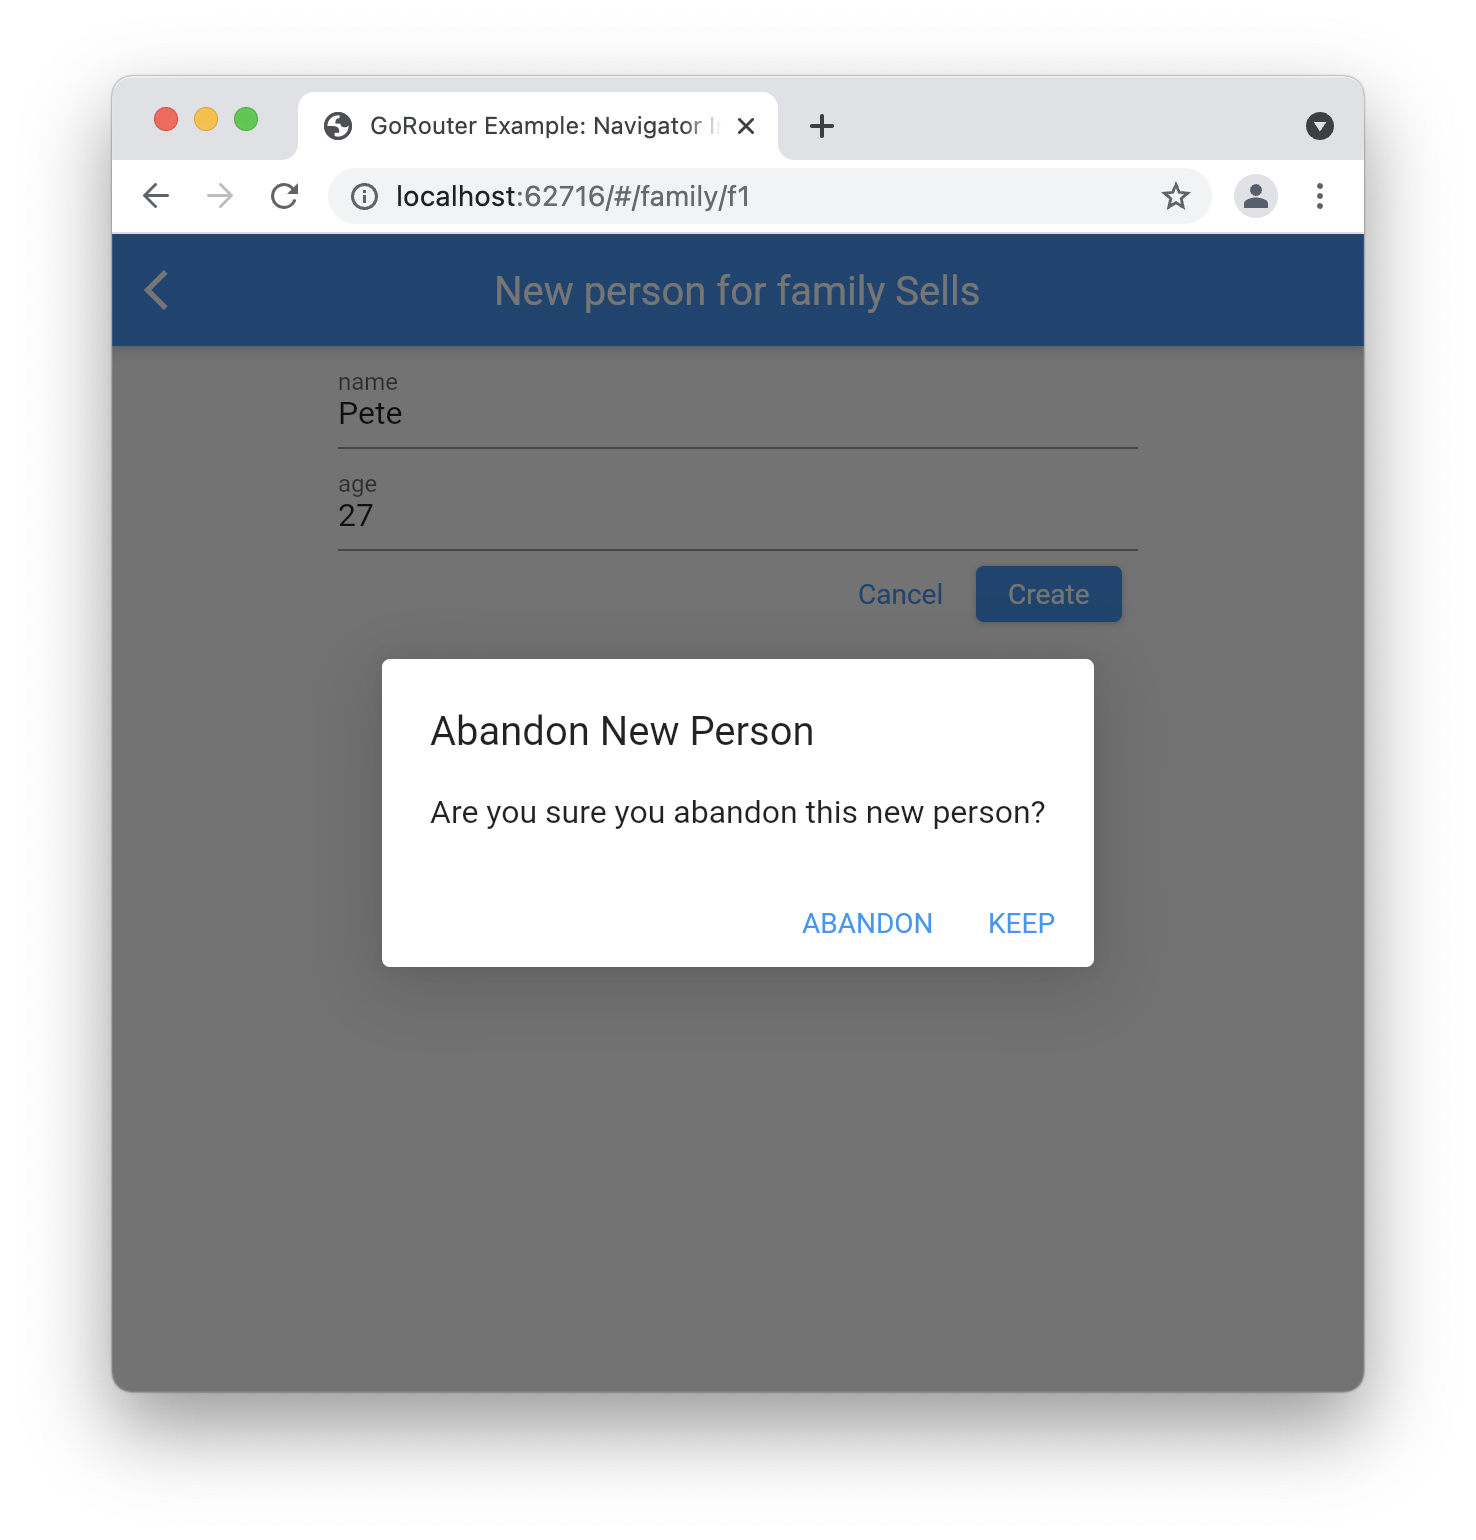 GoRouter Example: Navigator
localhost:62716/#/family/f1
New person for family Sells
name
Pete
age
27
Cancel Create
Abandon New Person
Are you sure you abandon this new person?
ABANDON KEEP